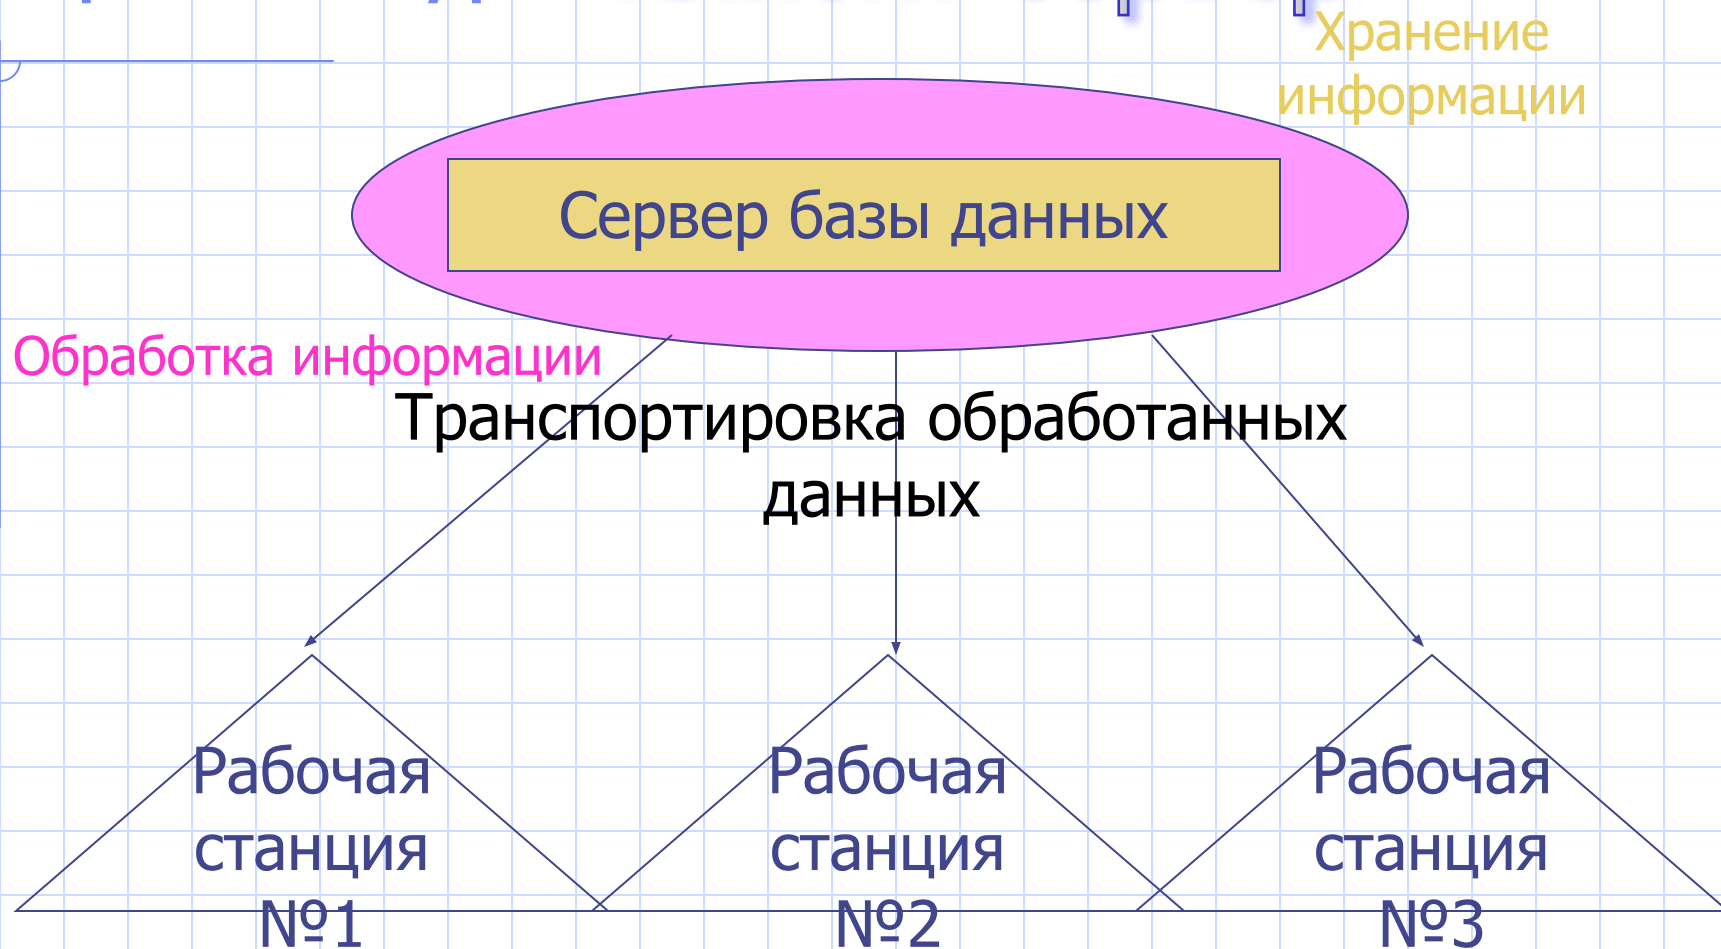 Хранение
информации
Сервер базы данных
Обработка информации
Транспортировка обработанных
данных
Рабочая
станция
№1
Рабочая
станция
№2
Рабочая
станция
№3